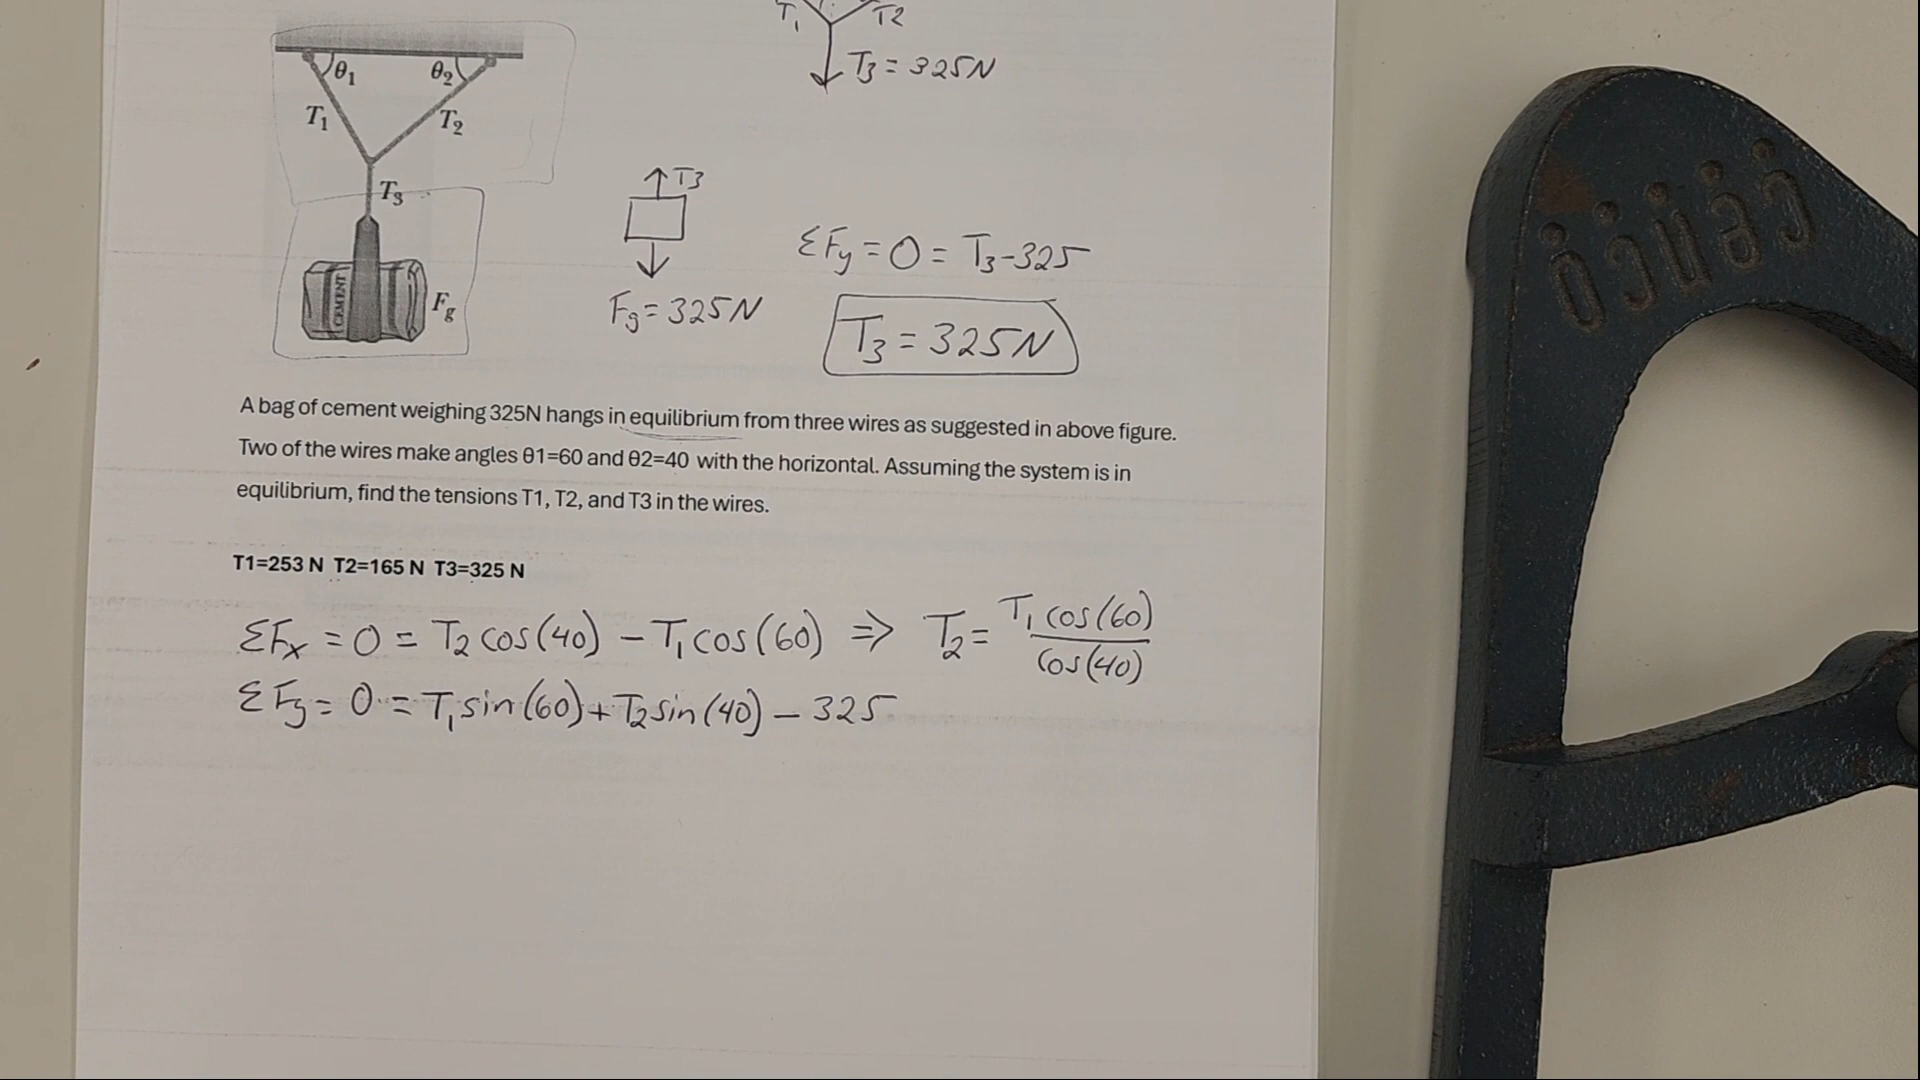 T₁ T2
T₃ = 325N
θ₁ θ₂
T₁ T₂
T₃
CEMENT
F_g
T3
Fg = 325N
ΣFy = 0 = T₃-325
T₃ = 325N
A bag of cement weighing 325N hangs in equilibrium from three wires as suggested in above figure.
Two of the wires make angles θ1=60 and θ2=40 with the horizontal. Assuming the system is in
equilibrium, find the tensions T1, T2, and T3 in the wires.
T1=253 N T2=165 N T3=325 N
ΣFx = 0 = T₂ cos(40) - T₁ cos(60) => T₂ = T₁ cos(60) / cos(40)
ΣFy = 0 = T₁ sin(60) + T₂ sin(40) - 325